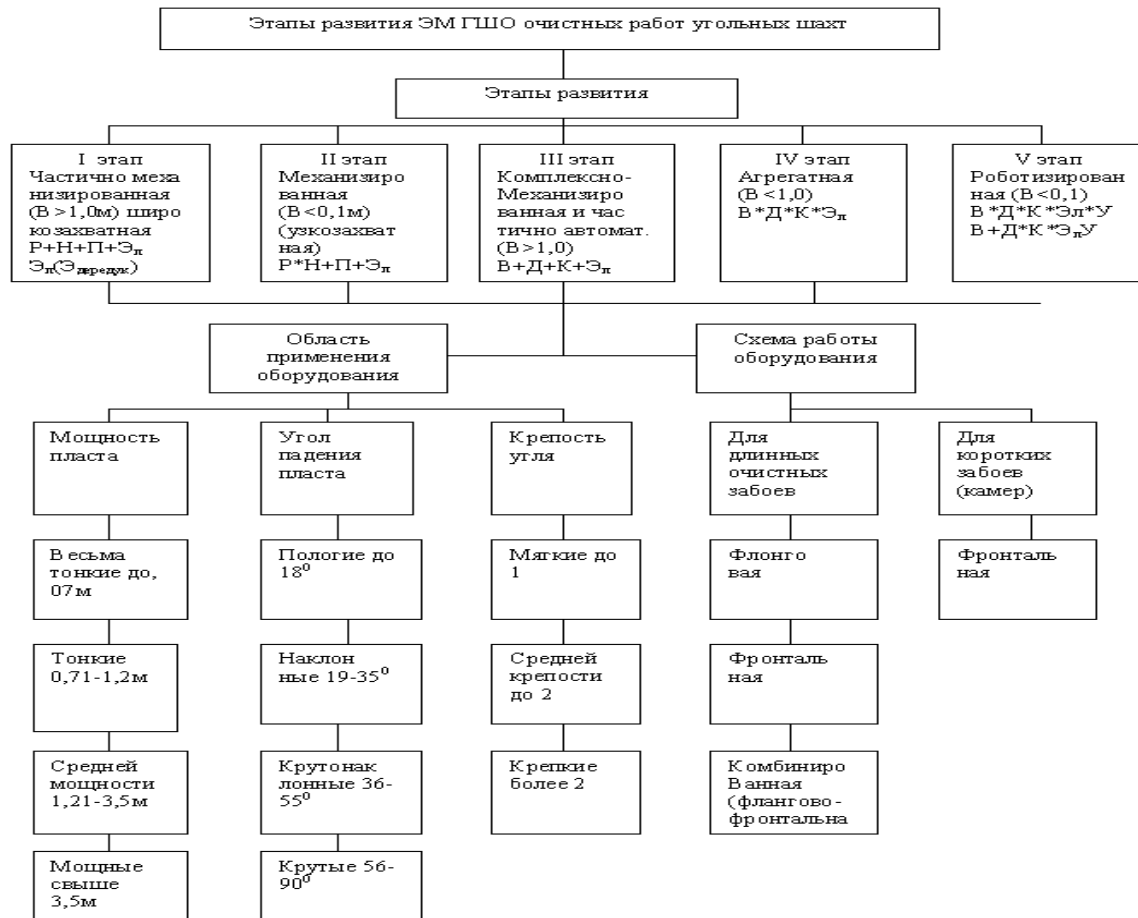 Этапы развития ЭМ ГШО очистных работ угольных шахт
Этапы развития
I этап
Частично меха
низированная
(В>1,0м) широ
козахватная
Р+Н+П+Эл
Эл(Эдередук)
II этап
Механизиро
ванная
(В<0,1м)
(узкозахват
ная)
Р*Н+П+Эл
III этап
Комплексно-
Механизиро
ванная и час
тично автомат.
(В>1,0)
В+Д+К+Эл
IV этап
Агрегатная
(В<1,0)
В*Д*К*Эл
V этап
Роботизирован
ная (В<0,1)
В*Д*К*Эл*У
В+Д*К*ЭлУ
Область
применения
оборудования
Схема работы
оборудования
Мощность
пласта
Угол
падения
пласта
Крепость
угля
Для
длинных
очистных
забоев
Для
коротких
забоев
(камер)
Весьма
тонкие до,
07м
Пологие до
18⁰
Мягкие до
1
Флонго
вая
Фронталь
ная
Тонкие
0,71-1,2м
Наклон
ные 19-35⁰
Средней
крепости
до 2
Фронталь
ная
Средней
мощности
1,21-3,5м
Крутонак
лонные 36-
55⁰
Крепкие
более 2
Комбиниро
Ванная
(флангово-
фронтальна
Мощные
свыше
3,5м
Крутые 56-
90⁰